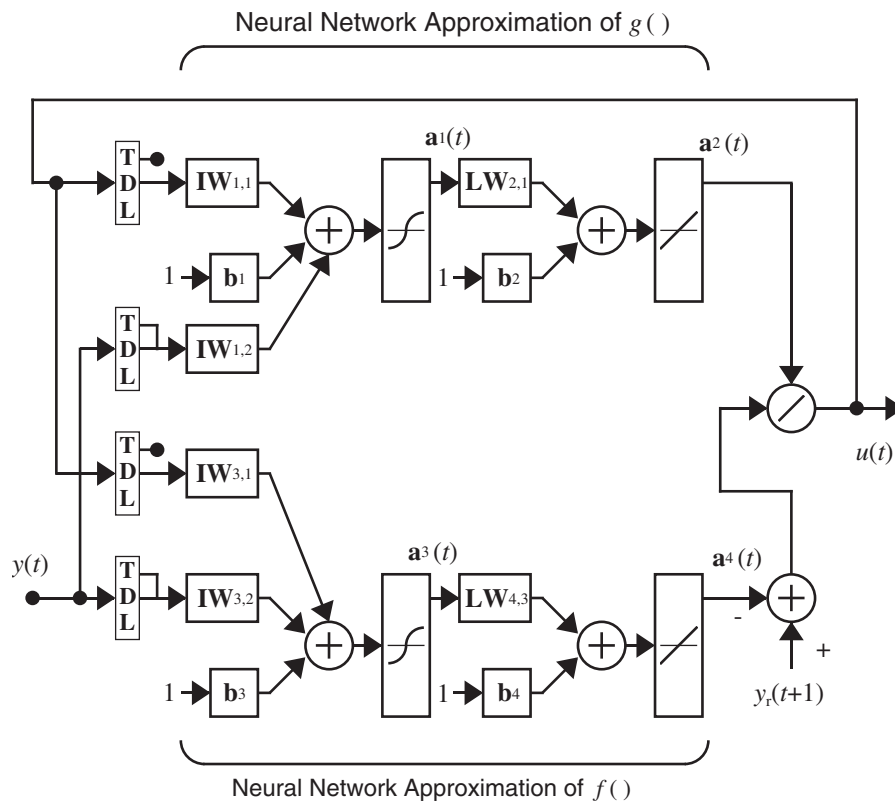 Neural Network Approximation of g ( )
a1(t)
a2 (t)
T D L
IW1,1
LW2,1
1
b1
1
b2
T D L
IW1,2
u(t)
T D L
IW3,1
y(t)
a3 (t)
a4 (t)
T D L
IW3,2
LW4,3
-
+
1
b3
1
b4
yr(t+1)
Neural Network Approximation of f ( )